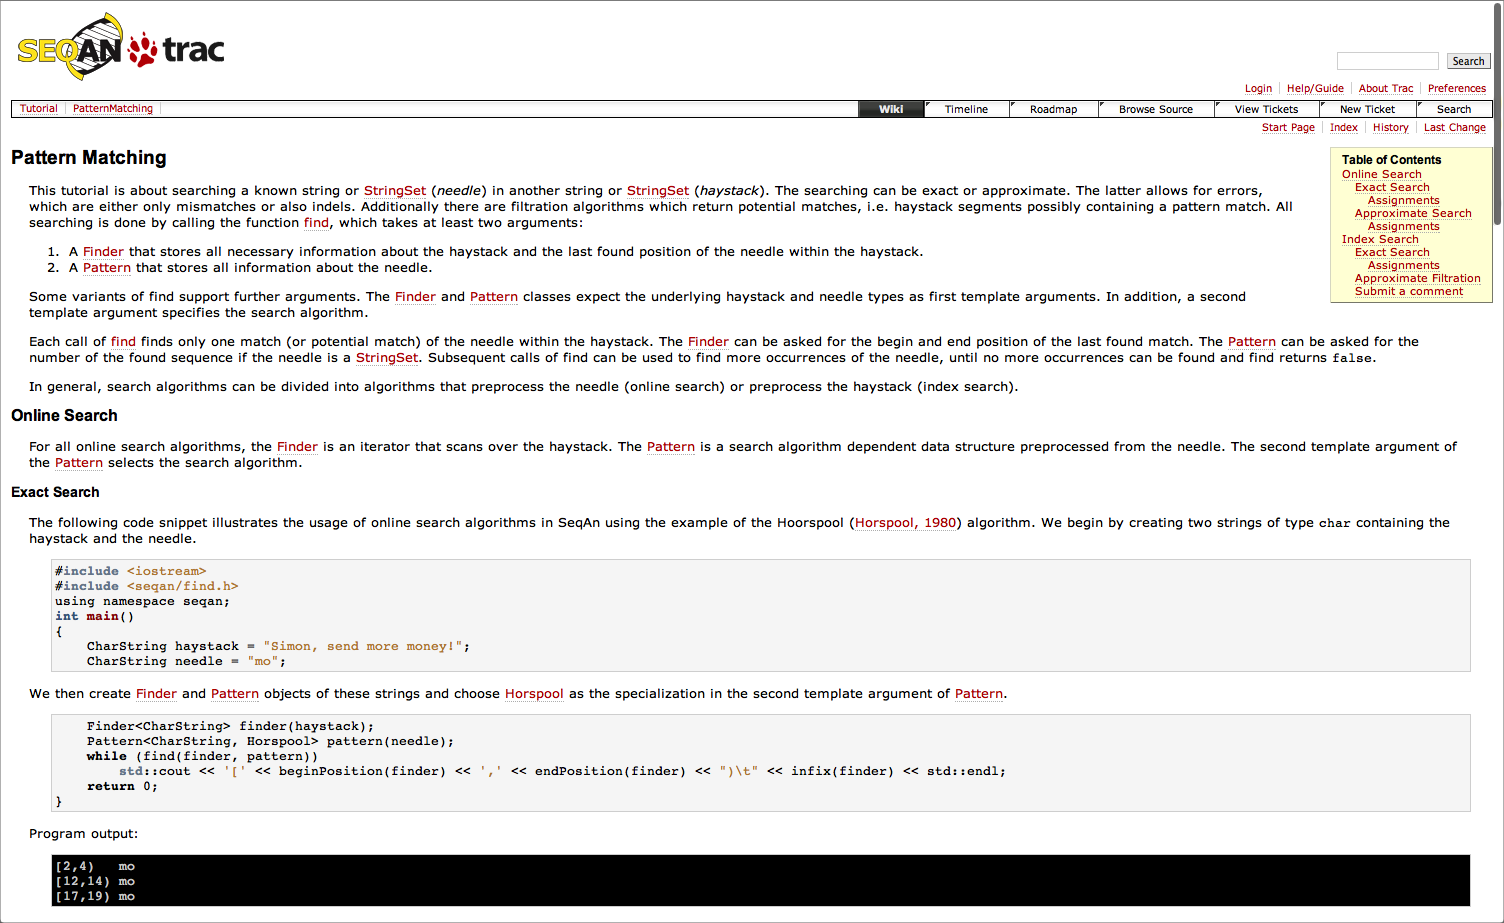 SEQAN trac
Search
Login Help/Guide About Trac Preferences
Tutorial PatternMatching Wiki Timeline Roadmap Browse Source View Tickets New Ticket Search
Start Page Index History Last Change
Pattern Matching
This tutorial is about searching a known string or StringSet (needle) in another string or StringSet (haystack). The searching can be exact or approximate. The latter allows for errors,
which are either only mismatches or also indels. Additionally there are filtration algorithms which return potential matches, i.e. haystack segments possibly containing a pattern match. All
searching is done by calling the function find, which takes at least two arguments:
1. A Finder that stores all necessary information about the haystack and the last found position of the needle within the haystack.
2. A Pattern that stores all information about the needle.
Some variants of find support further arguments. The Finder and Pattern classes expect the underlying haystack and needle types as first template arguments. In addition, a second
template argument specifies the search algorithm.
Table of Contents
Online Search
Exact Search
Assignments
Approximate Search
Assignments
Index Search
Exact Search
Assignments
Approximate Filtration
Submit a comment
Each call of find finds only one match (or potential match) of the needle within the haystack. The Finder can be asked for the begin and end position of the last found match. The Pattern can be asked for the
number of the found sequence if the needle is a StringSet. Subsequent calls of find can be used to find more occurrences of the needle, until no more occurrences can be found and find returns false.
In general, search algorithms can be divided into algorithms that preprocess the needle (online search) or preprocess the haystack (index search).
Online Search
For all online search algorithms, the Finder is an iterator that scans over the haystack. The Pattern is a search algorithm dependent data structure preprocessed from the needle. The second template argument of
the Pattern selects the search algorithm.
Exact Search
The following code snippet illustrates the usage of online search algorithms in SeqAn using the example of the Hoorspool (Horspool, 1980) algorithm. We begin by creating two strings of type char containing the
haystack and the needle.
#include <iostream>
#include <seqan/find.h>
using namespace seqan;
int main()
{
    CharString haystack = "Simon, send more money!";
    CharString needle = "mo";
We then create Finder and Pattern objects of these strings and choose Horspool as the specialization in the second template argument of Pattern.
    Finder<CharString> finder(haystack);
    Pattern<CharString, Horspool> pattern(needle);
    while (find(finder, pattern))
        std::cout << '[' << beginPosition(finder) << ',' << endPosition(finder) << ")\t" << infix(finder) << std::endl;
    return 0;
}
Program output:
[2,4)   mo
[12,14) mo
[17,19) mo